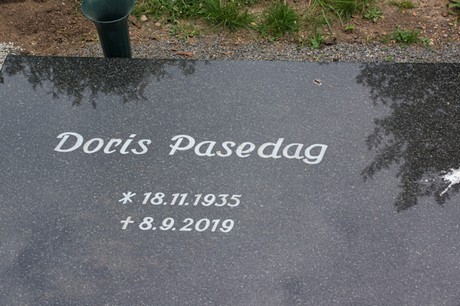 Doris Pasedag
* 18.11.1935
† 8.9.2019